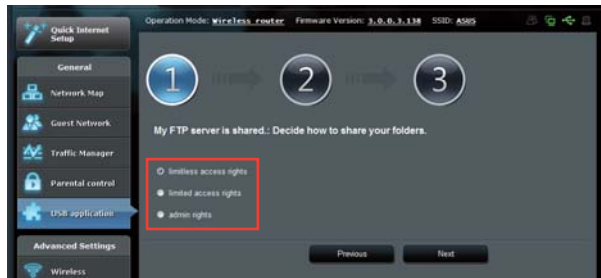 Quick Internet
Setup
Operation Mode: Wireless router Firmware Version: 3.0.0.3.138 SSID: ASUS
General
Network Map
Guest Network
Traffic Manager
Parental control
USB application
Advanced Settings
Wireless
1 2 3
My FTP server is shared.: Decide how to share your folders.
limitless access rights
limited access rights
admin rights
Previous Next